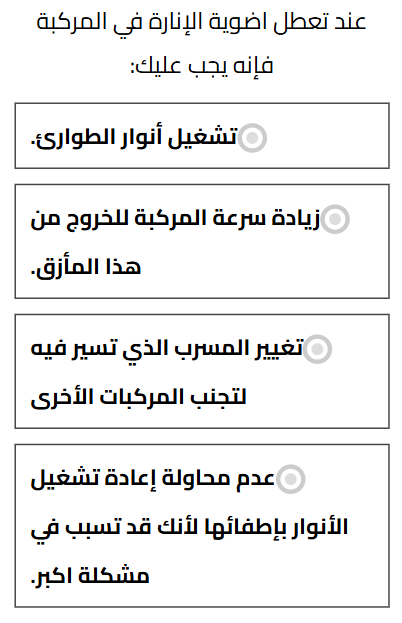 عند تعطل اضوية الإنارة في المركبة
فإنه يجب عليك:
تشغيل أنوار الطوارئ.
زيادة سرعة المركبة للخروج من
هذا المأزق.
تغيير المسرب الذي تسير فيه
لتجنب المركبات الأخرى
عدم محاولة إعادة تشغيل
الأنوار بإطفائها لأنك قد تسبب في
مشكلة اكبر.